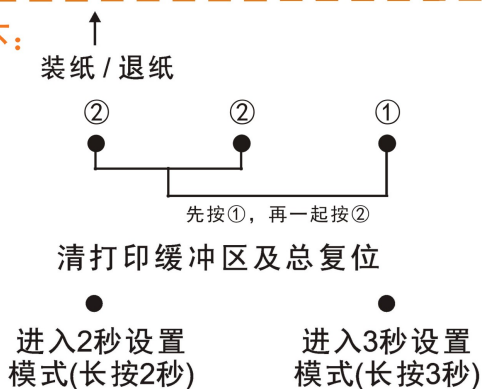 ：
装纸 / 退纸
② ② ①
先按①，再一起按②
清打印缓冲区及总复位
进入2秒设置 进入3秒设置
模式(长按2秒) 模式(长按3秒)